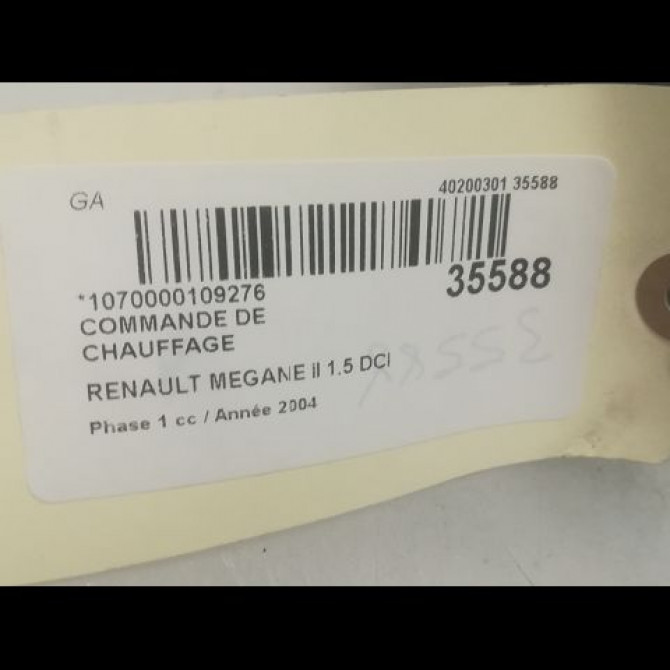 GA
40200301 35588
35588
*1070000109276
COMMANDE DE
CHAUFFAGE
RENAULT MEGANE iI 1.5 DCI
Phase 1 cc / Année 2004
35588